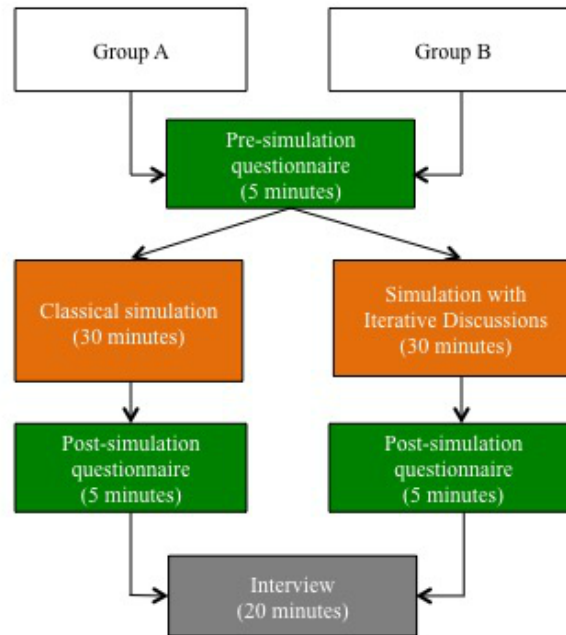 Group A
Group B
Pre-simulation
questionnaire
(5 minutes)
Classical simulation
(30 minutes)
Simulation with
Iterative Discussions
(30 minutes)
Post-simulation
questionnaire
(5 minutes)
Post-simulation
questionnaire
(5 minutes)
Interview
(20 minutes)